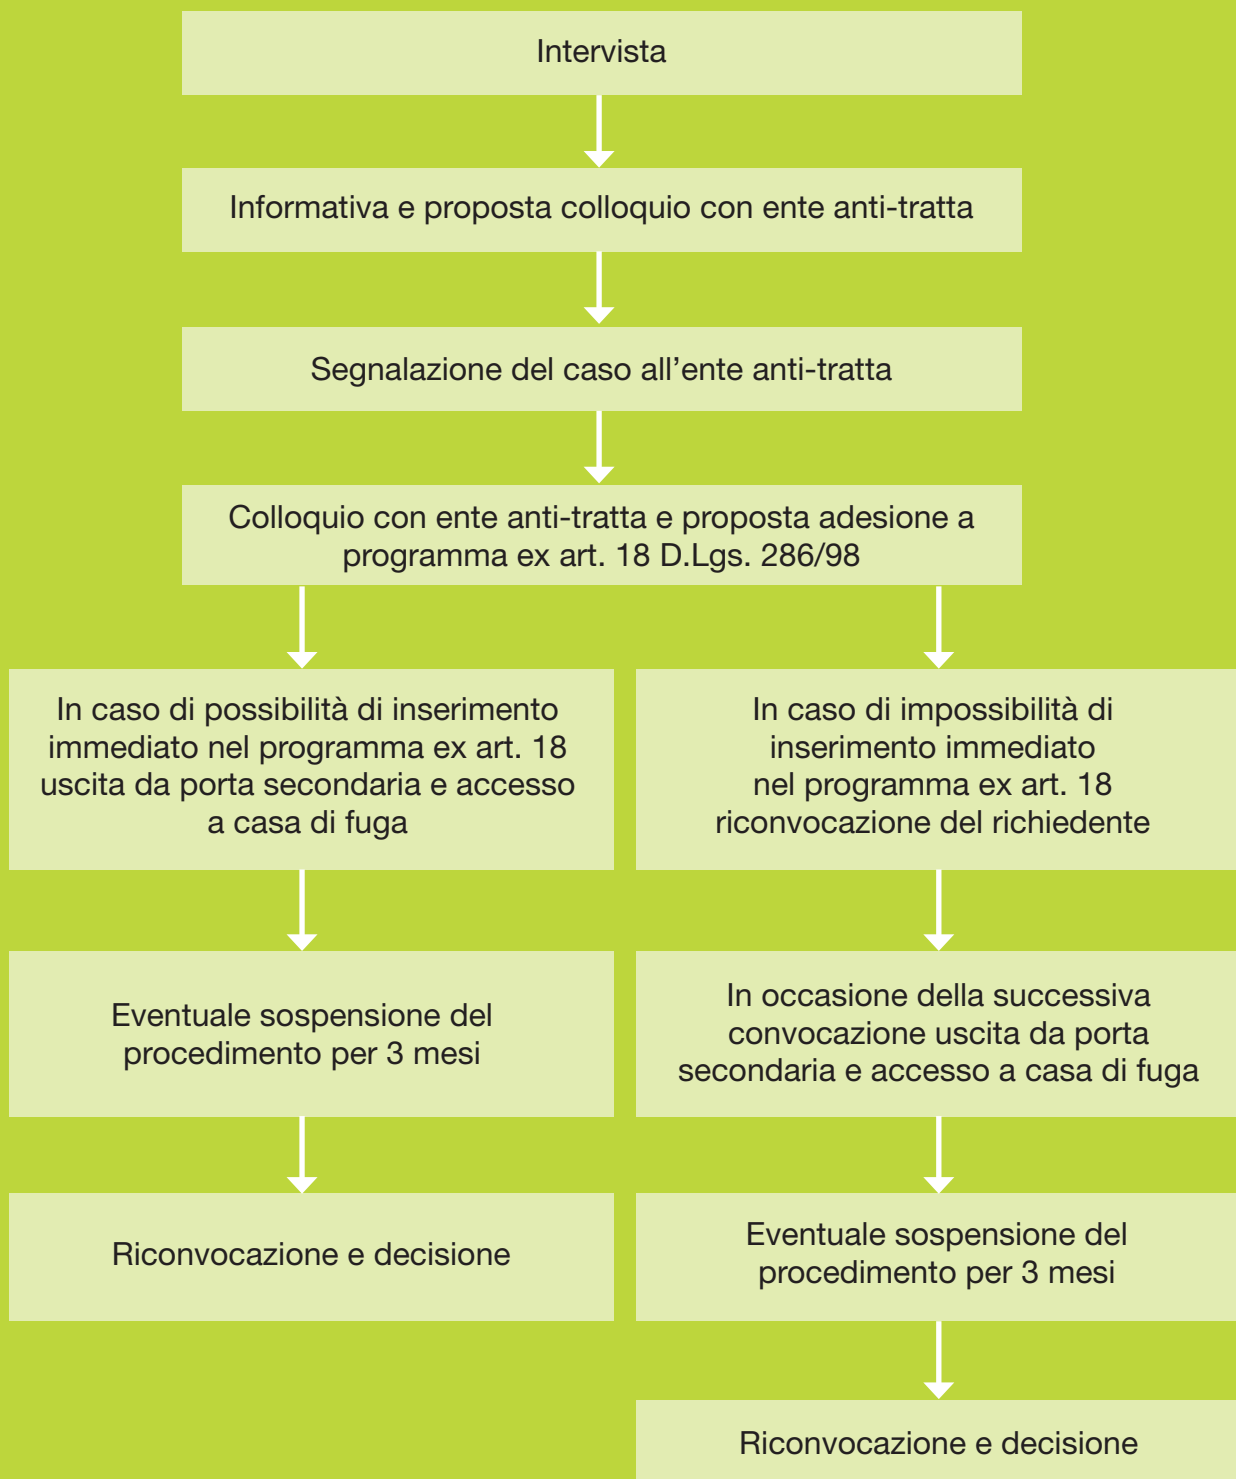 Intervista
Informativa e proposta colloquio con ente anti-tratta
Segnalazione del caso all’ente anti-tratta
Colloquio con ente anti-tratta e proposta adesione a
programma ex art. 18 D.Lgs. 286/98
In caso di possibilità di inserimento
immediato nel programma ex art. 18
uscita da porta secondaria e accesso
a casa di fuga
In caso di impossibilità di
inserimento immediato
nel programma ex art. 18
riconvocazione del richiedente
Eventuale sospensione del
procedimento per 3 mesi
In occasione della successiva
convocazione uscita da porta
secondaria e accesso a casa di fuga
Riconvocazione e decisione
Eventuale sospensione del
procedimento per 3 mesi
Riconvocazione e decisione